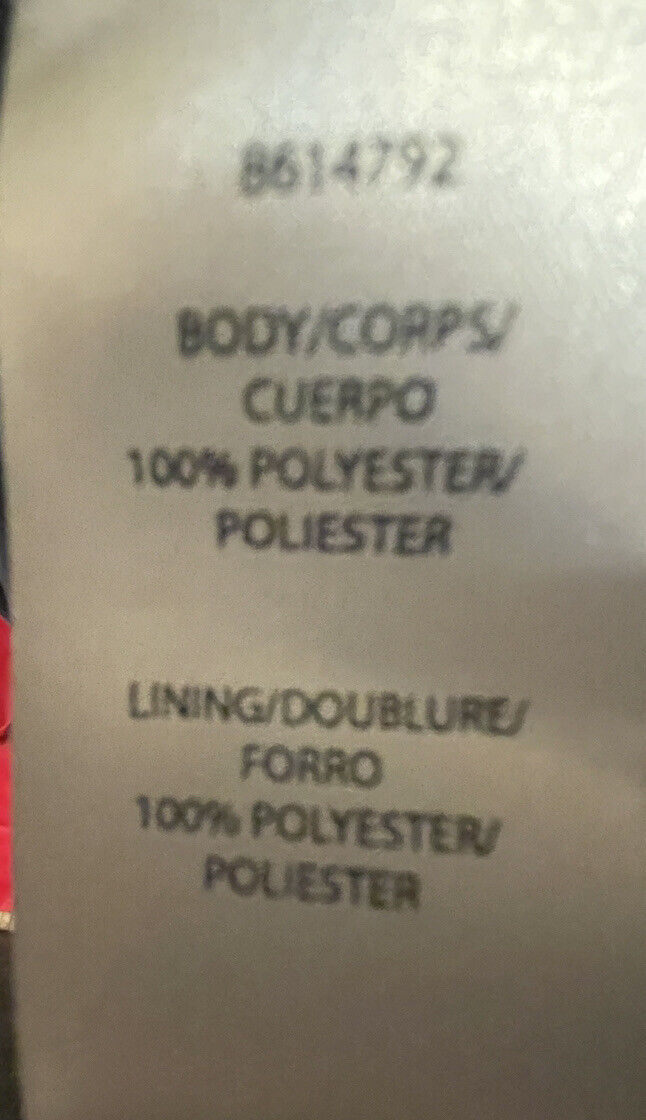 8614792
BODY/CORPS/
CUERPO
100% POLYESTER/
POLIESTER
LINING/DOUBLURE/
FORRO
100% POLYESTER/
POLIESTER